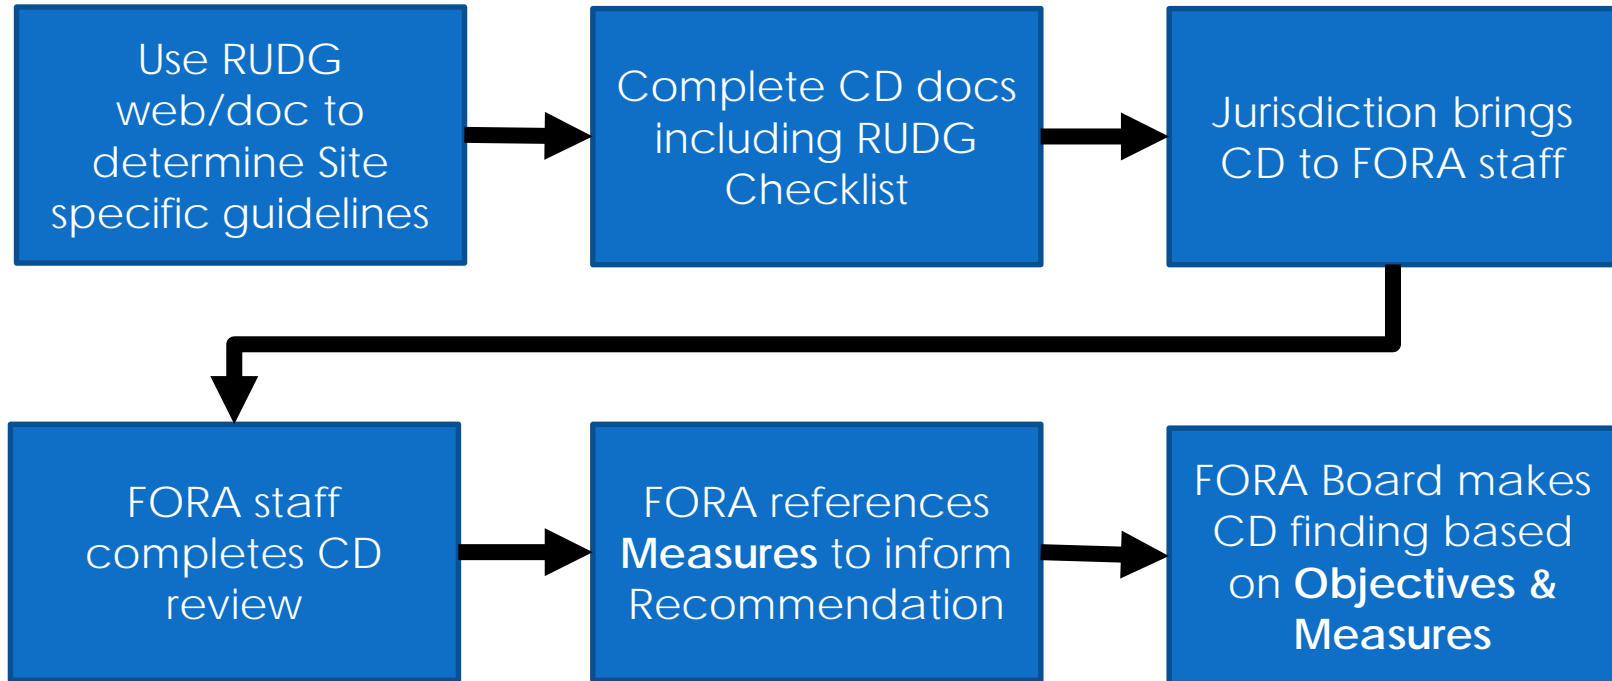 Use RUDG
web/doc to
determine Site
specific guidelines
Complete CD docs
including RUDG
Checklist
Jurisdiction brings
CD to FORA staff
FORA staff
completes CD
review
FORA references
Measures to inform
Recommendation
FORA Board makes
CD finding based
on Objectives &
Measures